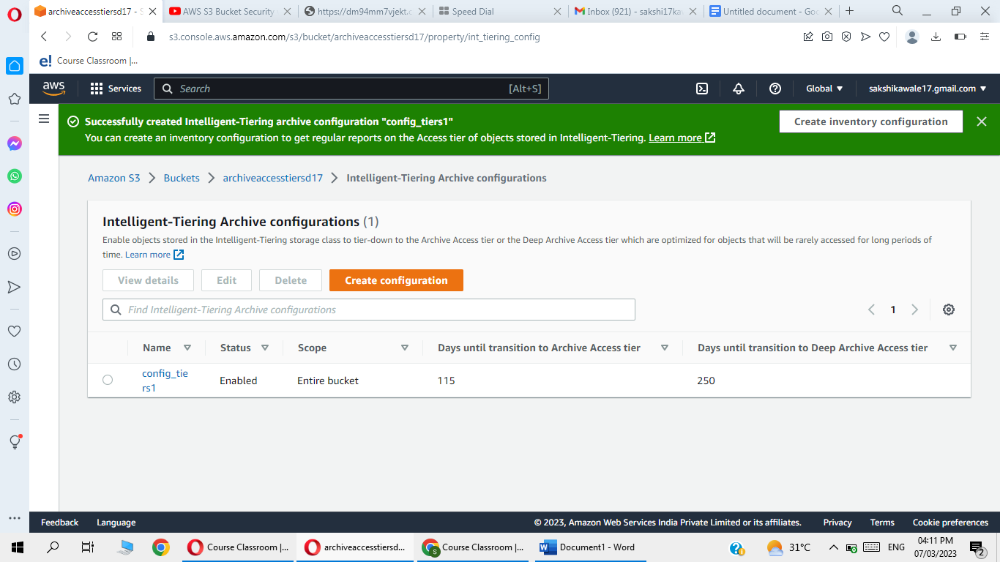 archiveaccesstiersd17 - S
AWS S3 Bucket Security
https://dm94mm7vjekt.c
Speed Dial
Inbox (921) - sakshi17ka
Untitled document - Goo
s3.console.aws.amazon.com/s3/bucket/archiveaccesstiersd17/property/int_tiering_config
e! Course Classroom |...
aws
Services
Search
[Alt+S]
Global
sakshikawale17.gmail.com
Successfully created Intelligent-Tiering archive configuration "config_tiers1"
You can create an inventory configuration to get regular reports on the Access tier of objects stored in Intelligent-Tiering. Learn more
Create inventory configuration
Amazon S3
Buckets
archiveaccesstiersd17
Intelligent-Tiering Archive configurations
Intelligent-Tiering Archive configurations (1)
Enable objects stored in the Intelligent-Tiering storage class to tier-down to the Archive Access tier or the Deep Archive Access tier which are optimized for objects that will be rarely accessed for long periods of
time. Learn more
View details
Edit
Delete
Create configuration
Find Intelligent-Tiering Archive configurations
1
Name
Status
Scope
Days until transition to Archive Access tier
Days until transition to Deep Archive Access tier
config_tie
rs1
Enabled
Entire bucket
115
250
Feedback
Language
© 2023, Amazon Web Services India Private Limited or its affiliates.
Privacy
Terms
Cookie preferences
Course Classroom |...
archiveaccesstiersd...
Course Classroom |...
Document1 - Word
31°C
ENG
04:11 PM
07/03/2023
2